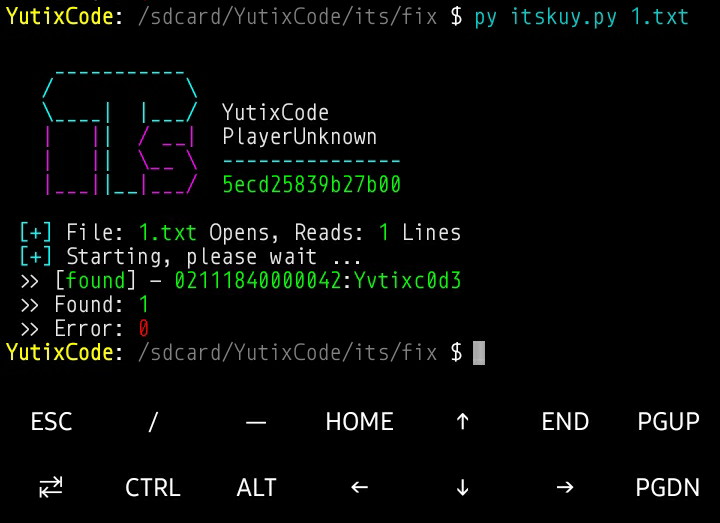 YutixCode: /sdcard/YutixCode/its/fix $ py itskuy.py 1.txt
its
YutixCode
PlayerUnknown
---------------
5ecd25839b27b00
[+] File: 1.txt Opens, Reads: 1 Lines
[+] Starting, please wait ...
>> [found] - 02111840000042:Yvtixc0d3
>> Found: 1
>> Error: 0
YutixCode: /sdcard/YutixCode/its/fix $
ESC / — HOME ↑ END PGUP
⇄ CTRL ALT ← ↓ → PGDN